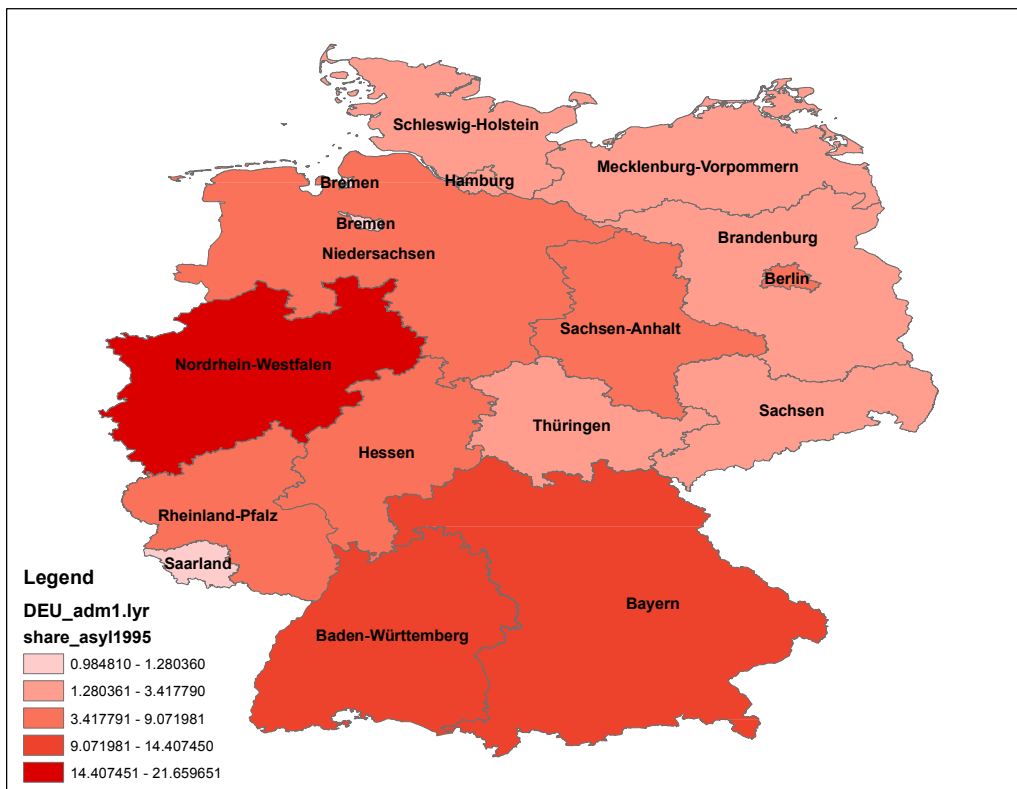 Schleswig-Holstein
Mecklenburg-Vorpommern
Hamburg
Bremen
Bremen
Brandenburg
Niedersachsen
Berlin
Sachsen-Anhalt
Nordrhein-Westfalen
Sachsen
Thüringen
Hessen
Rheinland-Pfalz
Saarland
Bayern
Baden-Württemberg
Legend
DEU_adm1.lyr
share_asyl1995
0.984810 - 1.280360
1.280361 - 3.417790
3.417791 - 9.071981
9.071981 - 14.407450
14.407451 - 21.659651